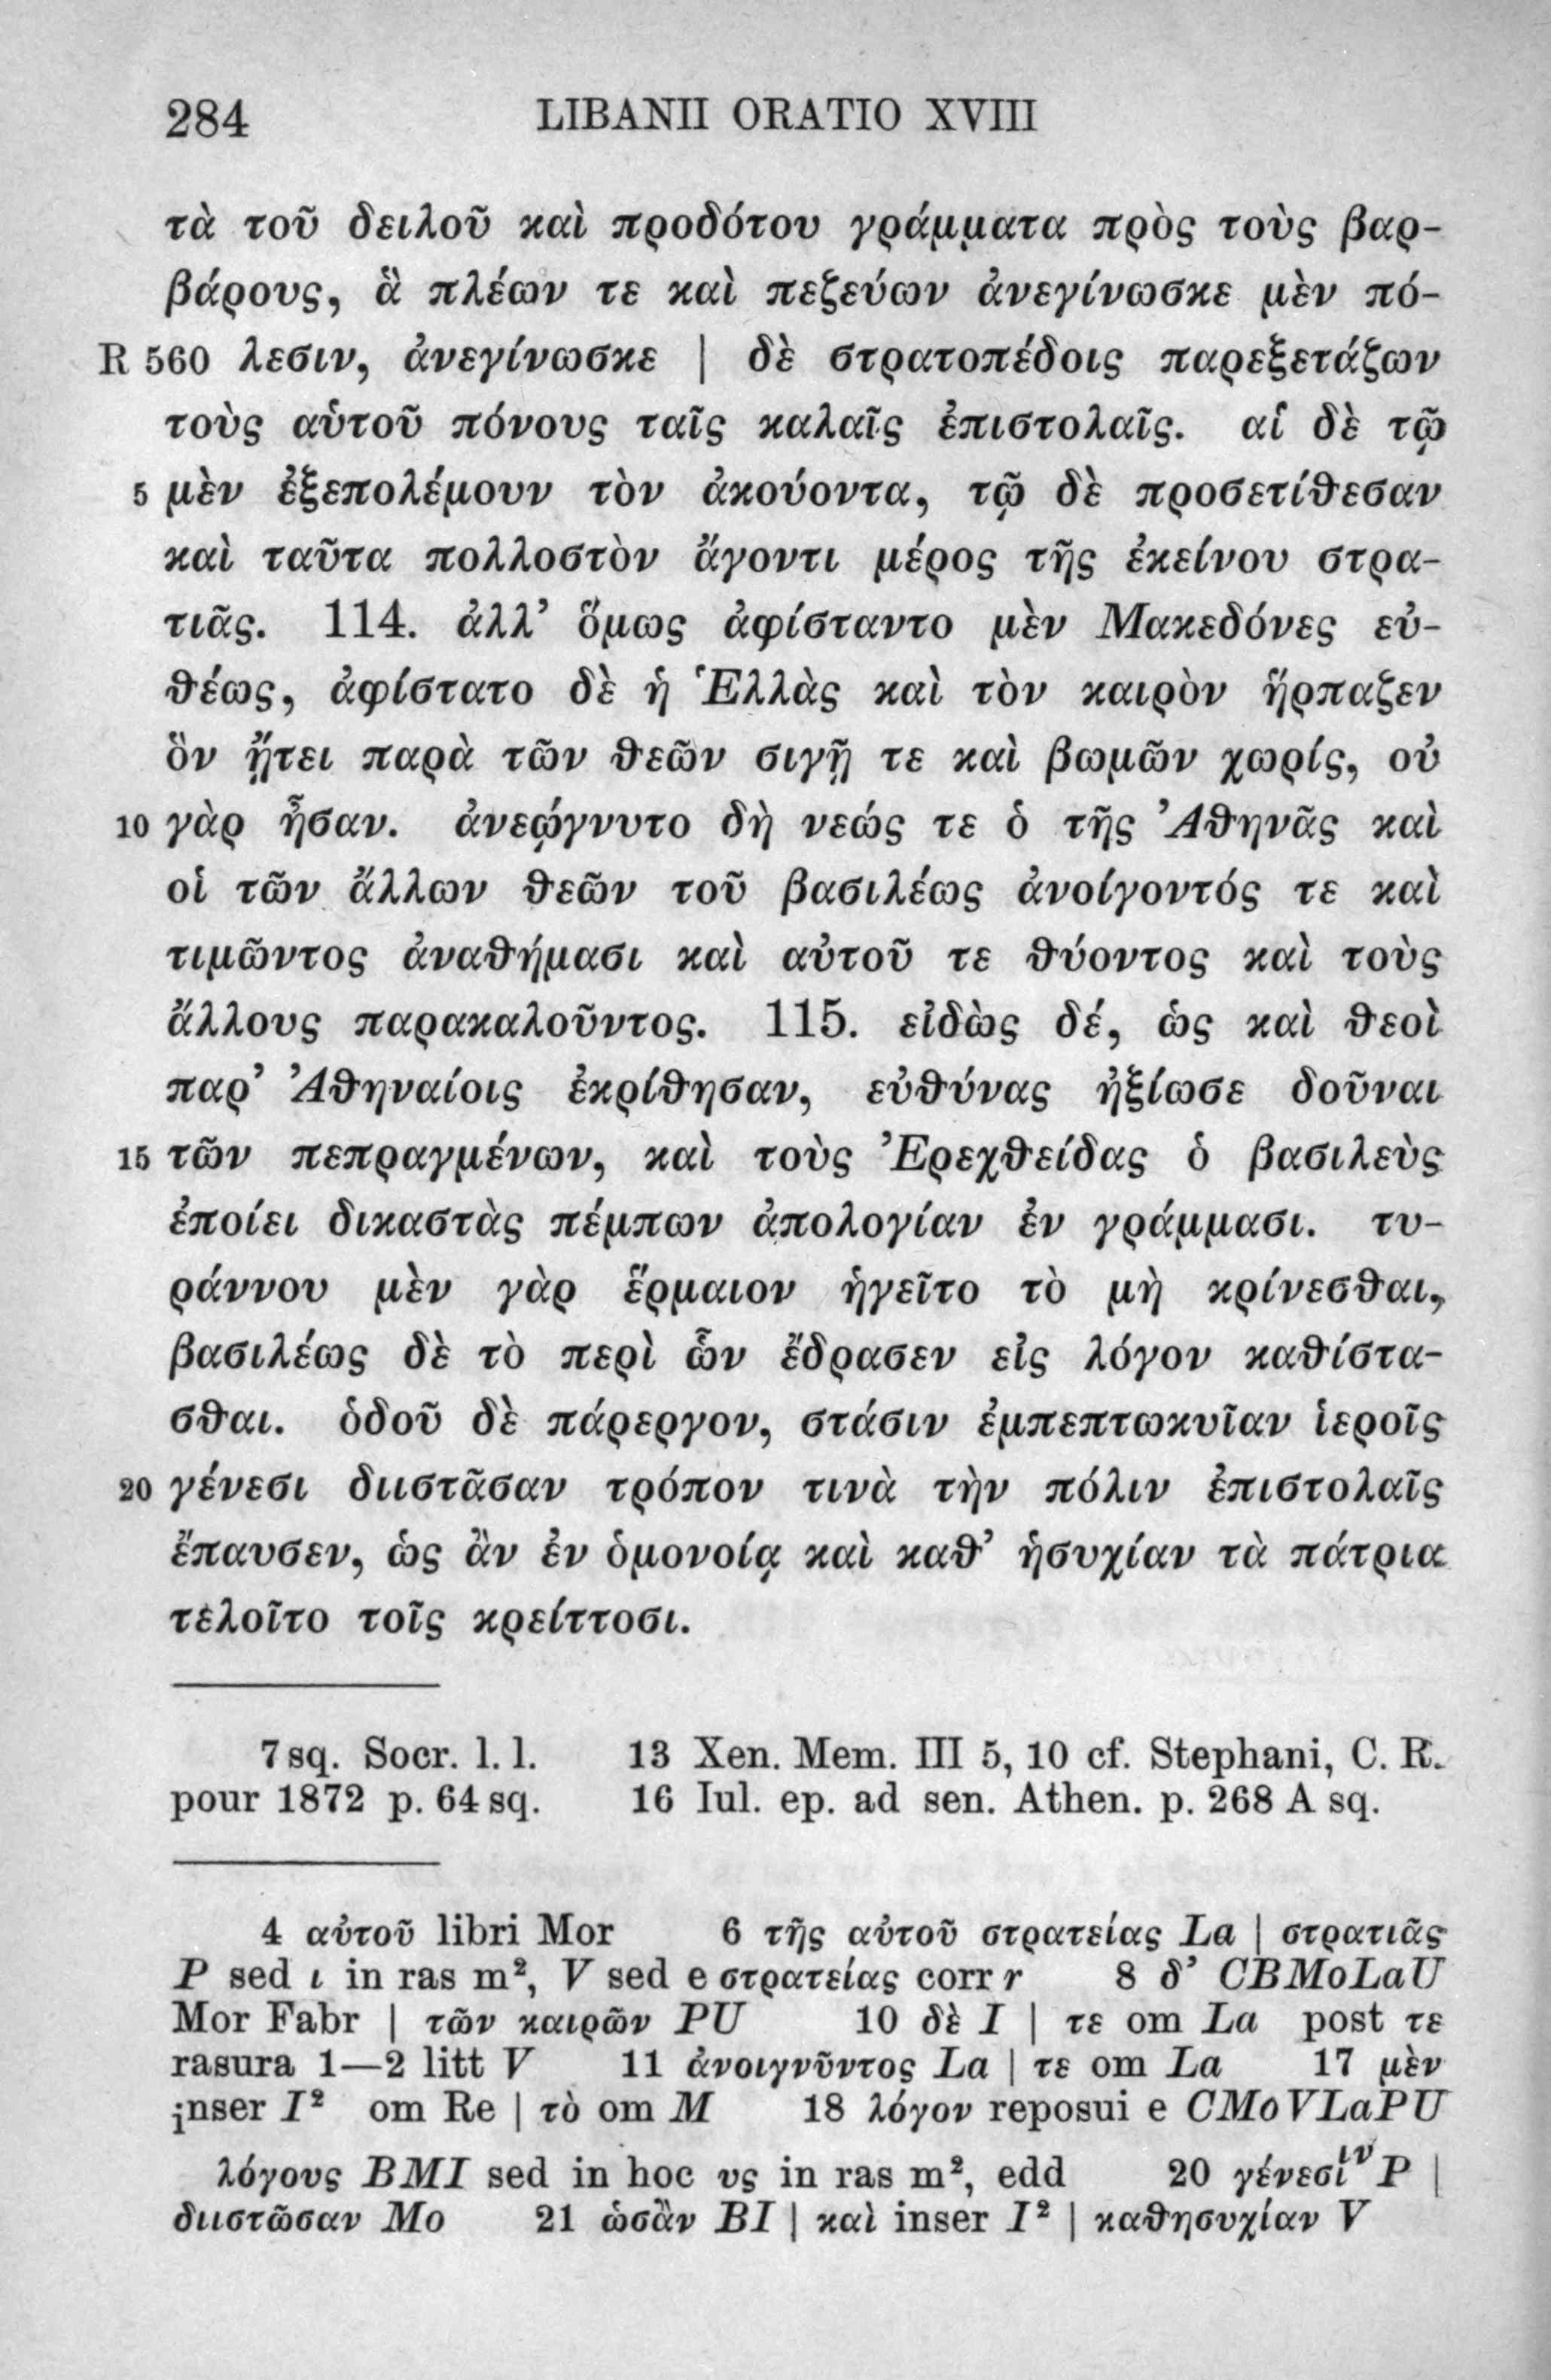 284 LIBANII ORATIO XVIII
τὰ τοῦ δειλοῦ καὶ προδότου γράμματα πρὸς τοὺς βαρ-
βάρους, ἃ πλέων τε καὶ πεζεύων ἀνεγίνωσκε μὲν πό-
R 560 λεσιν, ἀνεγίνωσκε | δὲ στρατοπέδοις παρεξετάζων
τοὺς αὑτοῦ πόνους ταῖς καλαῖς ἐπιστολαῖς. αἱ δὲ τῷ
5 μὲν ἐξεπολέμουν τὸν ἀκούοντα, τῷ δὲ προσετίθεσαν
καὶ ταῦτα πολλοστὸν ἄγοντι μέρος τῆς ἐκείνου στρα-
τιᾶς. 114. ἀλλ’ ὅμως ἀφίσταντο μὲν Μακεδόνες εὐ-
θέως, ἀφίστατο δὲ ἡ Ἑλλὰς καὶ τὸν καιρὸν ἥρπαζεν
ὃν ᾔτει παρὰ τῶν θεῶν σιγῇ τε καὶ βωμῶν χωρίς, οὐ
10 γὰρ ἦσαν. ἀνεῴγνυτο δὴ νεώς τε ὁ τῆς Ἀθηνᾶς καὶ
οἱ τῶν ἄλλων θεῶν τοῦ βασιλέως ἀνοίγοντός τε καὶ
τιμῶντος ἀναθήμασι καὶ αὐτοῦ τε θύοντος καὶ τοὺς
ἄλλους παρακαλοῦντος. 115. εἰδὼς δέ, ὡς καὶ θεοὶ
παρ’ Ἀθηναίοις ἐκρίθησαν, εὐθύνας ἠξίωσε δοῦναι
15 τῶν πεπραγμένων, καὶ τοὺς Ἐρεχθείδας ὁ βασιλεὺς
ἐποίει δικαστὰς πέμπων ἀπολογίαν ἐν γράμμασι. τυ-
ράννου μὲν γὰρ ἕρμαιον ἡγεῖτο τὸ μὴ κρίνεσθαι,
βασιλέως δὲ τὸ περὶ ὧν ἔδρασεν εἰς λόγον καθίστα-
σθαι. ὁδοῦ δὲ πάρεργον, στάσιν ἐμπεπτωκυῖαν ἱεροῖς
20 γένεσι διιστᾶσαν τρόπον τινὰ τὴν πόλιν ἐπιστολαῖς
ἔπαυσεν, ὡς ἂν ἐν ὁμονοίᾳ καὶ καθ’ ἡσυχίαν τὰ πάτρια
τελοῖτο τοῖς κρείττοσι.
7 sq. Socr. l. l. 13 Xen. Mem. III 5, 10 cf. Stephani, C. R.
pour 1872 p. 64 sq. 16 Iul. ep. ad sen. Athen. p. 268 A sq.
4 αὐτοῦ libri Mor 6 τῆς αὐτοῦ στρατείας La | στρατιᾶς
P sed ι in ras m², V sed e στρατείας corr r 8 δ’ CBMoLaU
Mor Fabr | τῶν καιρῶν PU 10 δὲ I | τε om La post τε
rasura 1—2 litt V 11 ἀνοιγνῦντος La | τε om La 17 μὲν
inser I² om Re | τὸ om M 18 λόγον reposui e CMoVLaPU
λόγους BMI sed in hoc υς in ras m², edd 20 γένεσιⁱᵛ P |
διιστῶσαν Mo 21 ὡσἂν BI | καὶ inser I² | καθησυχίαν V